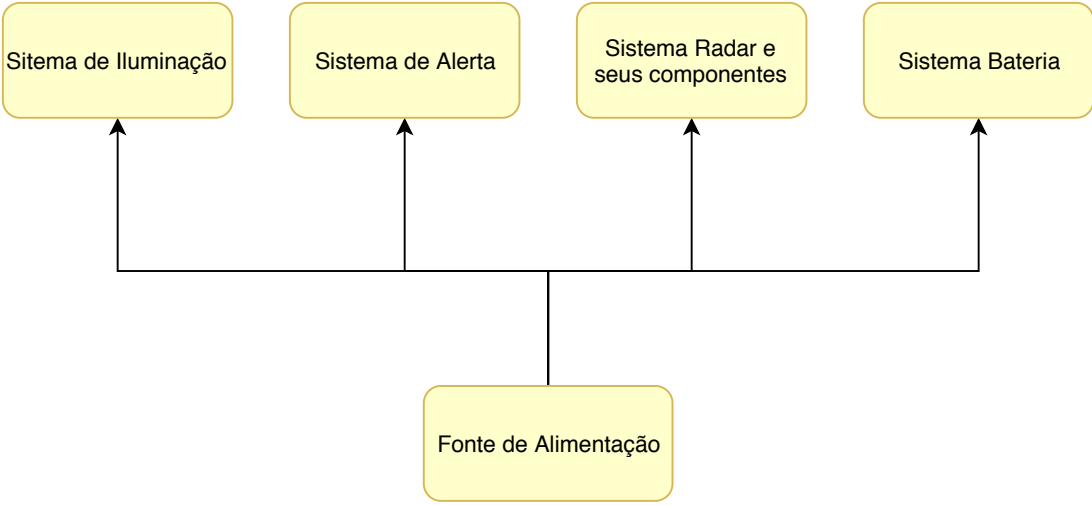 Sitema de Iluminação
Sistema de Alerta
Sistema Radar e
seus componentes
Sistema Bateria
Fonte de Alimentação